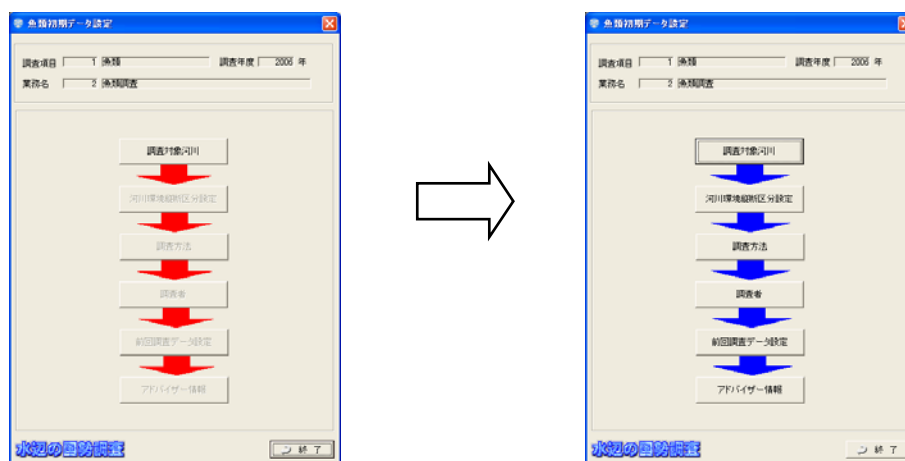 魚類初期データ設定
調査項目 1 魚類 調査年度 2006 年
業務名 2 魚類調査
調査対象河川
河川環境縦断区分設定
調査方法
調査者
前回調査データ設定
アドバイザー情報
水辺の国勢調査
終 了
魚類初期データ設定
調査項目 1 魚類 調査年度 2006 年
業務名 2 魚類調査
調査対象河川
河川環境縦断区分設定
調査方法
調査者
前回調査データ設定
アドバイザー情報
水辺の国勢調査
終 了